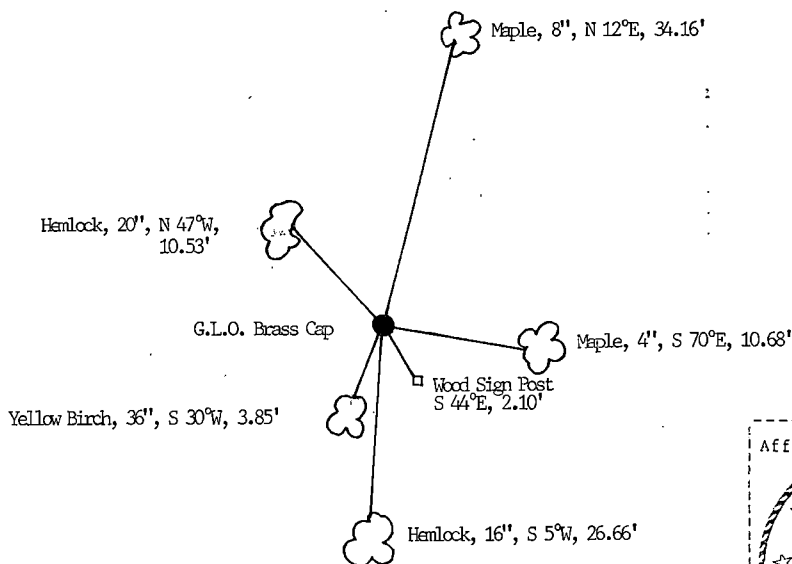 Maple, 8", N 12°E, 34.16'
Hemlock, 20", N 47°W,
10.53'
G.L.O. Brass Cap
Maple, 4", S 70°E, 10.68'
Wood Sign Post
S 44°E, 2.10'
Yellow Birch, 36", S 30°W, 3.85'
Aff
Hemlock, 16", S 5°W, 26.66'